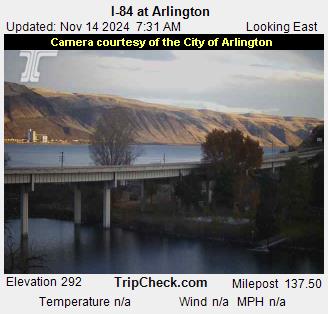 I-84 at Arlington
Updated: Nov 14 2024 7:31 AM Looking East
Camera courtesy of the City of Arlington
Elevation 292 TripCheck.com Milepost 137.50
Temperature n/a Wind n/a MPH n/a